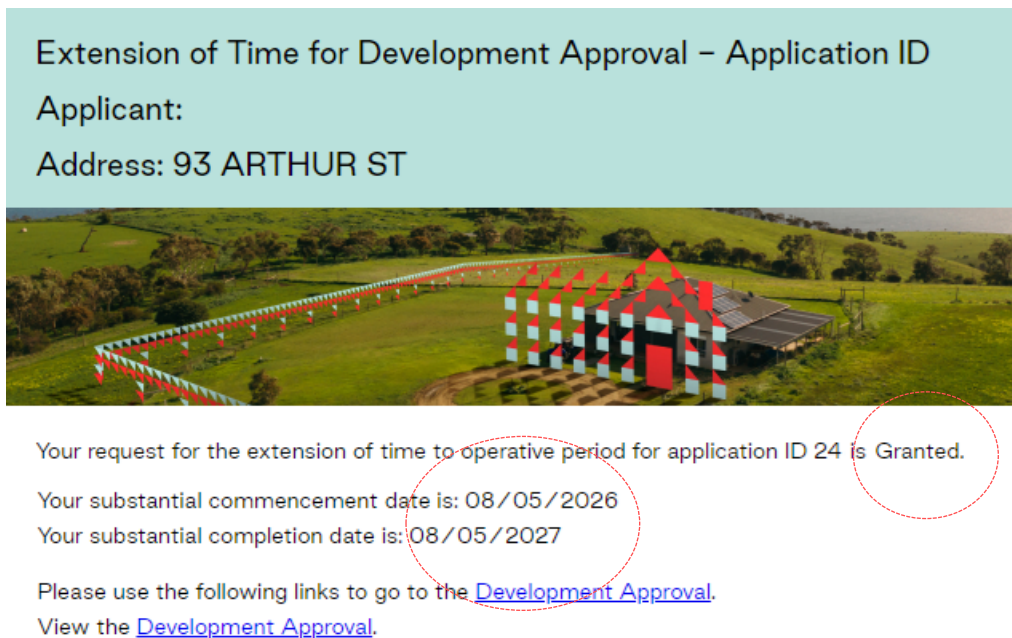 Extension of Time for Development Approval – Application ID
Applicant:
Address: 93 ARTHUR ST
Your request for the extension of time to operative period for application ID 24 is Granted.
Your substantial commencement date is: 08/05/2026
Your substantial completion date is: 08/05/2027
Please use the following links to go to the Development Approval.
View the Development Approval.